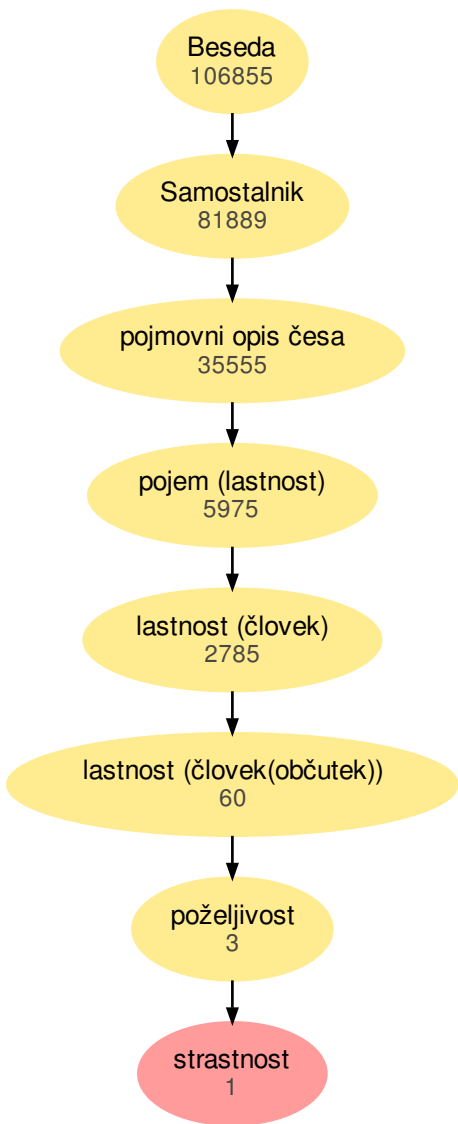 Beseda
106855
Samostalnik
81889
pojmovni opis česa
35555
pojem (lastnost)
5975
lastnost (človek)
2785
lastnost (človek(občutek))
60
poželjivost
3
strastnost
1